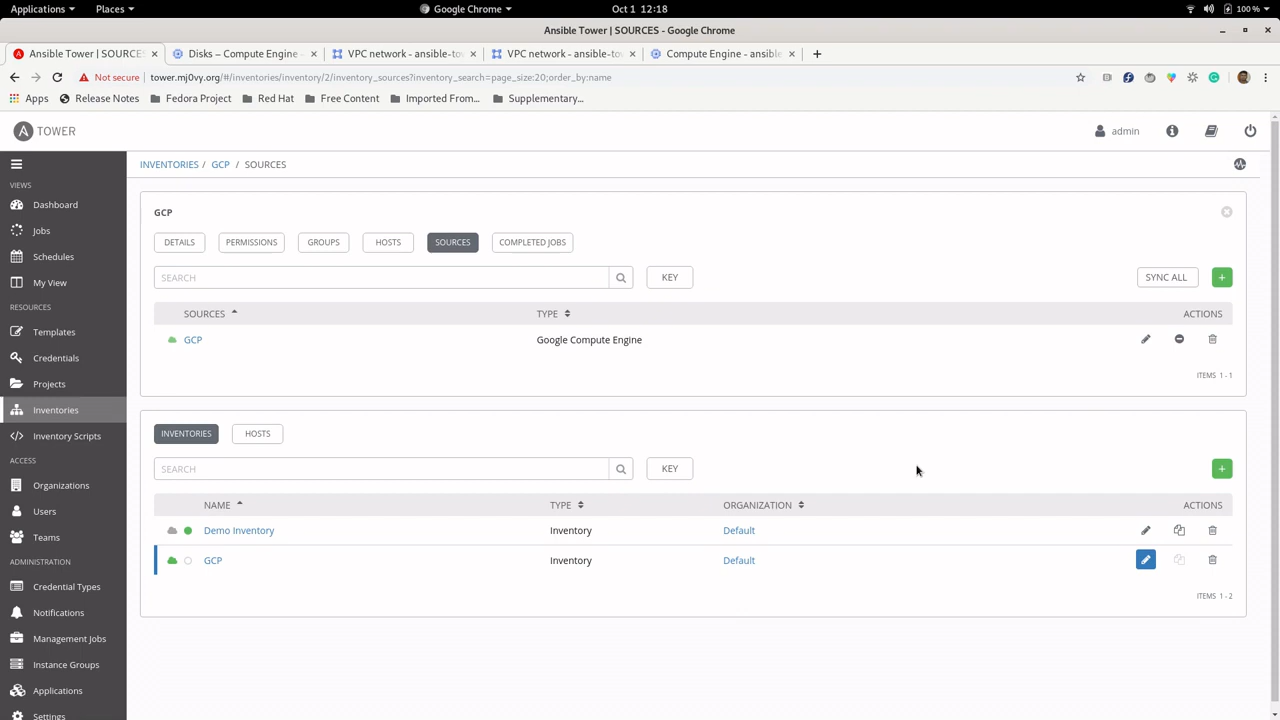 Applications Places Google Chrome Oct 1 12:18 100 %
Ansible Tower | SOURCES - Google Chrome
Ansible Tower | SOURCES Disks – Compute Engine - VPC network - ansible-to VPC network - ansible-to Compute Engine - ansible
Not secure tower.mj0vy.org/#/inventories/inventory/2/inventory_sources?inventory_search=page_size:20;order_by:name
Apps Release Notes Fedora Project Red Hat Free Content Imported From... Supplementary...
A TOWER admin
INVENTORIES / GCP / SOURCES
VIEWS
Dashboard
Jobs
Schedules
My View
RESOURCES
Templates
Credentials
Projects
Inventories
Inventory Scripts
ACCESS
Organizations
Users
Teams
ADMINISTRATION
Credential Types
Notifications
Management Jobs
Instance Groups
Applications
Settings
GCP
DETAILS PERMISSIONS GROUPS HOSTS SOURCES COMPLETED JOBS
SEARCH KEY SYNC ALL +
SOURCES TYPE ACTIONS
GCP Google Compute Engine
ITEMS 1 - 1
INVENTORIES HOSTS
SEARCH KEY +
NAME TYPE ORGANIZATION ACTIONS
Demo Inventory Inventory Default
GCP Inventory Default
ITEMS 1 - 2